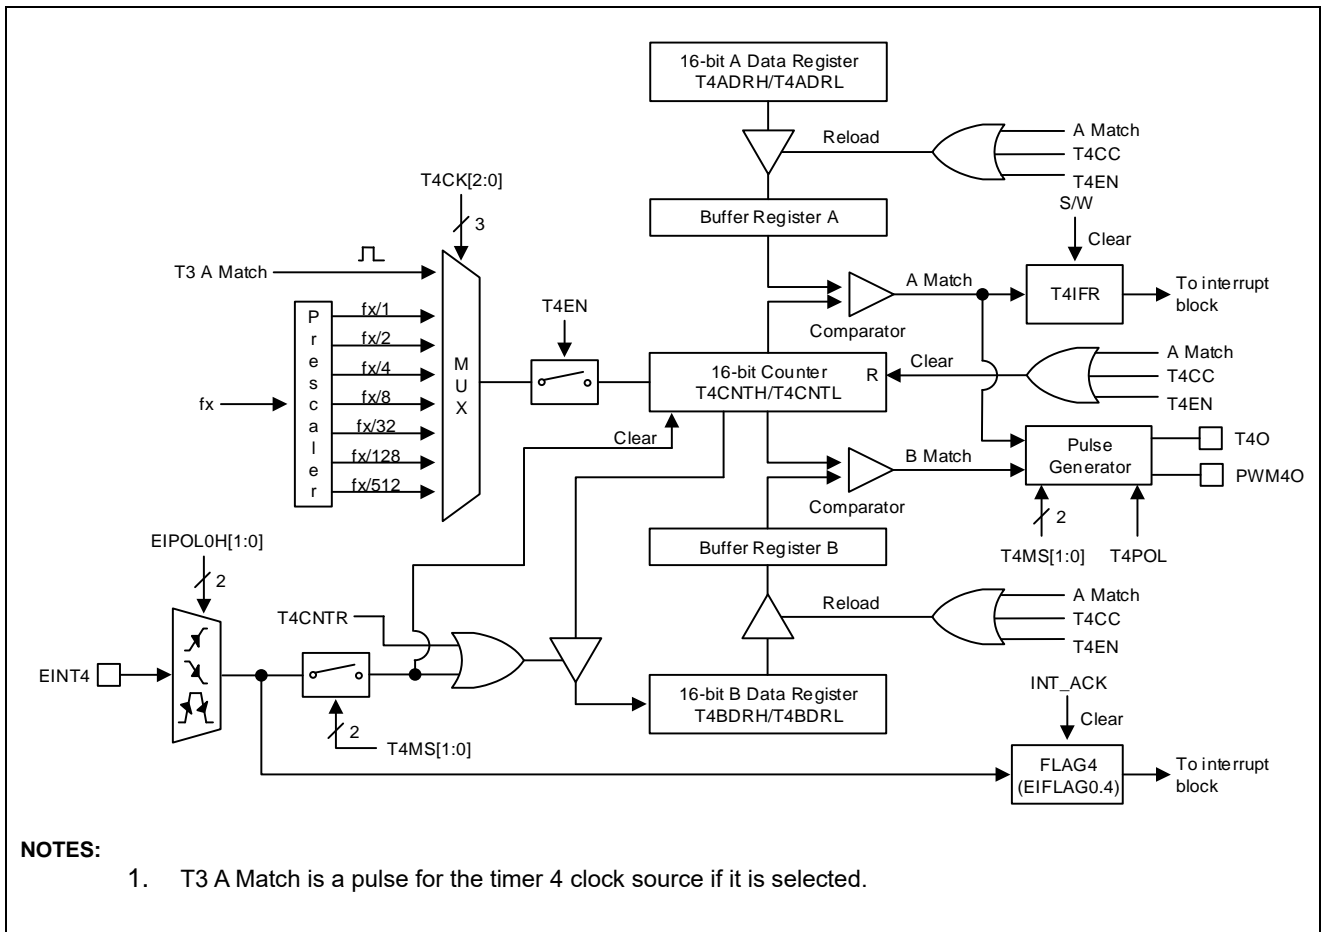 16-bit A Data Register
T4ADRH/T4ADRL
Reload
A Match
T4CC
T4EN
T4CK[2:0]
3
Buffer Register A
S/W
Clear
T3 A Match
A Match
T4IFR
To interrupt
block
Comparator
P
r
e
s
c
a
l
e
r
fx/1
fx/2
fx/4
fx/8
fx/32
fx/128
fx/512
fx
M
U
X
T4EN
16-bit Counter
T4CNTH/T4CNTL
R
Clear
A Match
T4CC
T4EN
Clear
B Match
Comparator
Pulse
Generator
T4O
PWM4O
2
T4MS[1:0]
T4POL
Buffer Register B
EIPOL0H[1:0]
2
Reload
A Match
T4CC
T4EN
T4CNTR
EINT4
2
T4MS[1:0]
16-bit B Data Register
T4BDRH/T4BDRL
INT_ACK
Clear
FLAG4
(EIFLAG0.4)
To interrupt
block
NOTES:
1. T3 A Match is a pulse for the timer 4 clock source if it is selected.